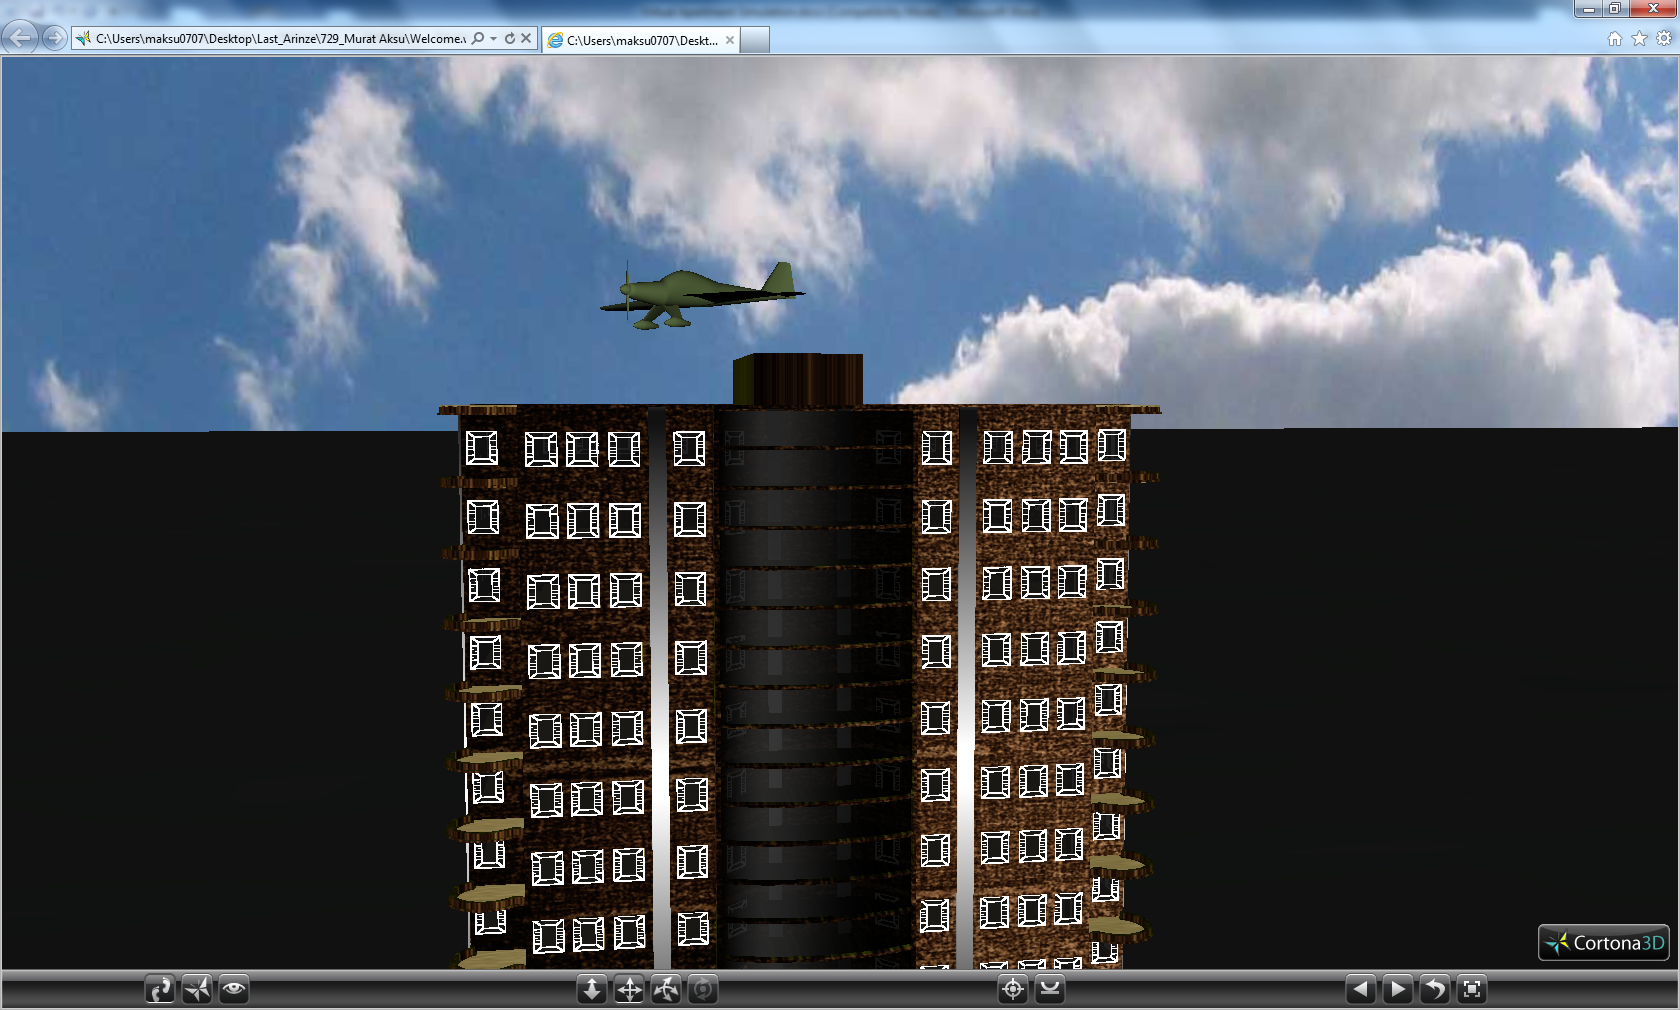 C:\Users\maksu0707\Desktop\Last_Arinze\729_Murat Aksu\Welcome.v
C:\Users\maksu0707\Deskt...
Cortona3D